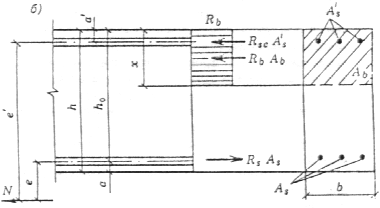 б)
a'
R_b
A'_s
R_sc A'_s
R_b A_b
x
A_b
e'
h
h_0
R_s A_s
N
e
a
A_s
b